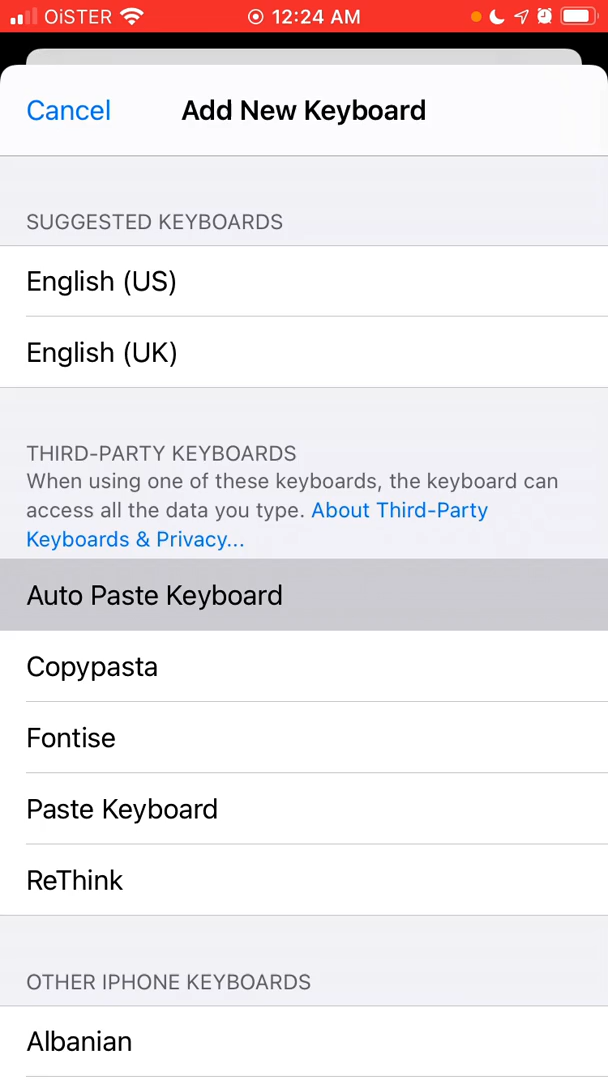 OiSTER 12:24 AM
Cancel Add New Keyboard
SUGGESTED KEYBOARDS
English (US)
English (UK)
THIRD-PARTY KEYBOARDS
When using one of these keyboards, the keyboard can
access all the data you type. About Third-Party
Keyboards & Privacy...
Auto Paste Keyboard
Copypasta
Fontise
Paste Keyboard
ReThink
OTHER IPHONE KEYBOARDS
Albanian